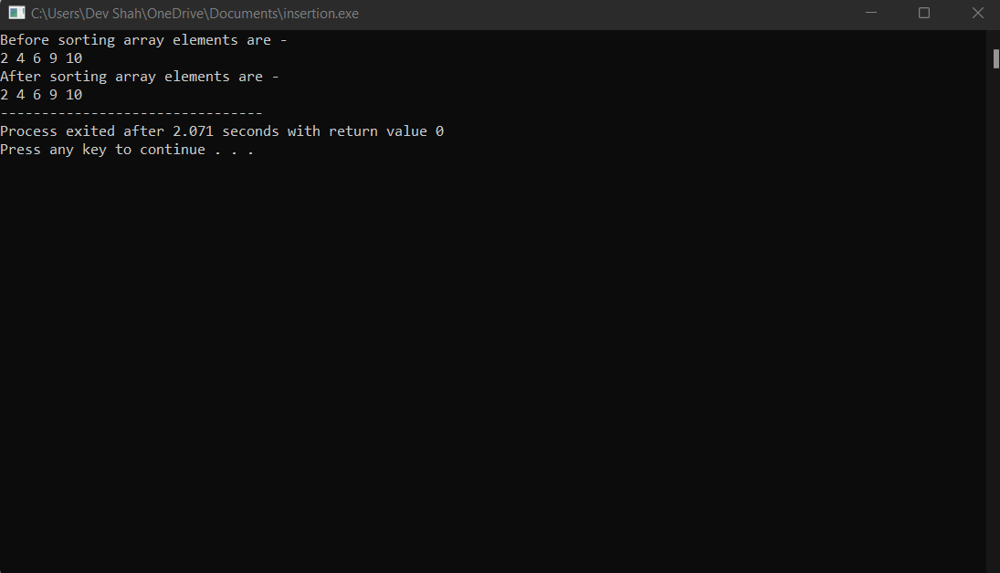 C:\Users\Dev Shah\OneDrive\Documents\insertion.exe
Before sorting array elements are -
2 4 6 9 10
After sorting array elements are -
2 4 6 9 10
--------------------------------
Process exited after 2.071 seconds with return value 0
Press any key to continue . . .